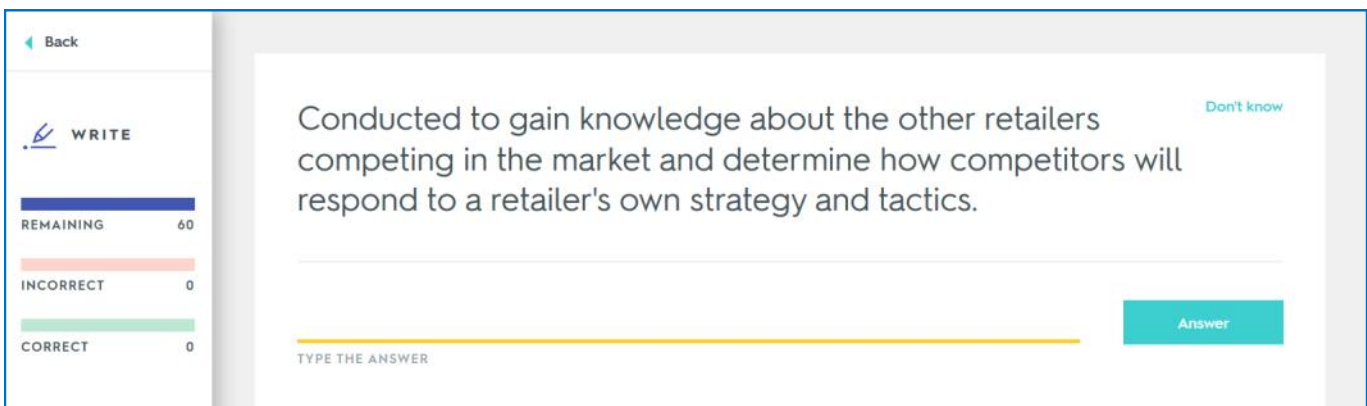 Back
WRITE
REMAINING 60
INCORRECT 0
CORRECT 0
Conducted to gain knowledge about the other retailers
competing in the market and determine how competitors will
respond to a retailer's own strategy and tactics.
Don't know
Answer
TYPE THE ANSWER